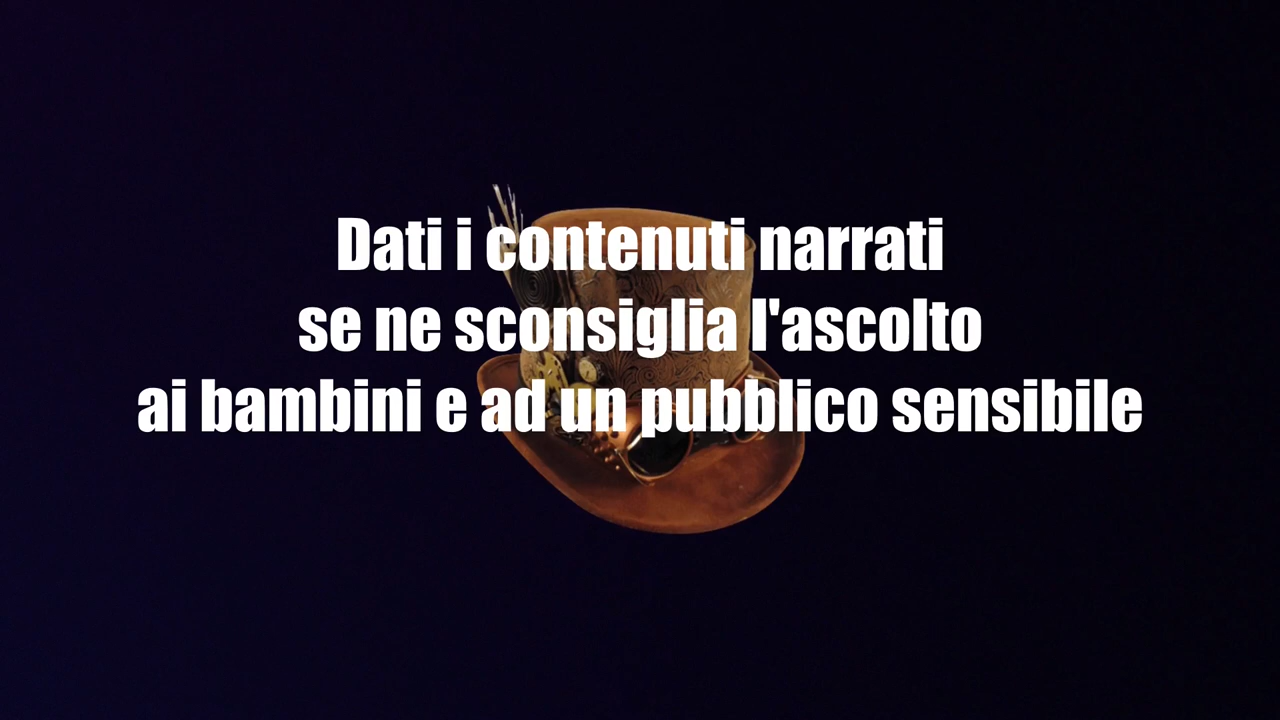 Dati i contenuti narrati
se ne sconsiglia l'ascolto
ai bambini e ad un pubblico sensibile